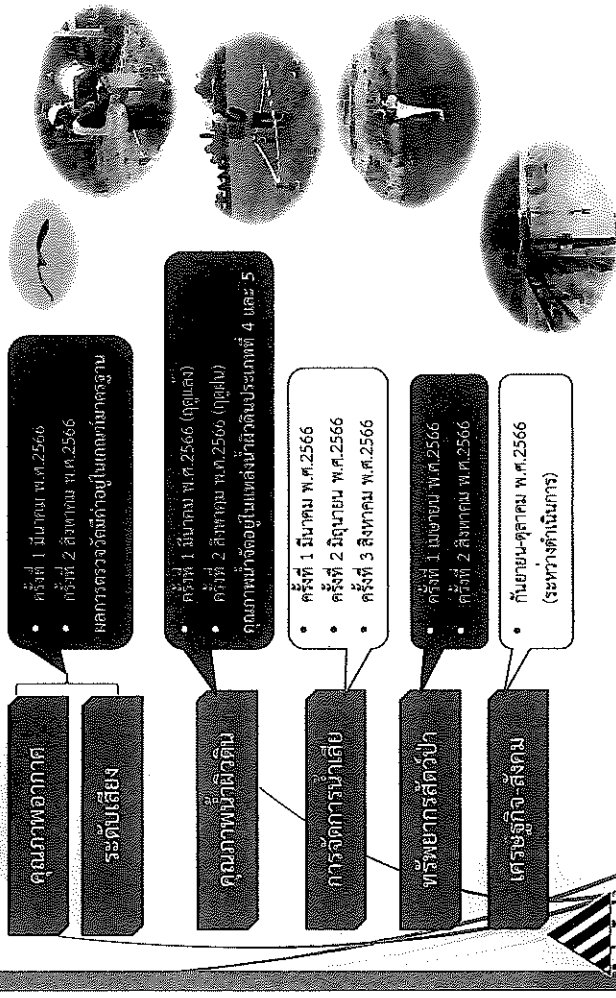 คุณภาพอากาศ
ระดับเสียง
• ครั้งที่ 1 มีนาคม พ.ศ.2566
• ครั้งที่ 2 สิงหาคม พ.ศ.2566
ผลการตรวจวัดมีค่าอยู่ในเกณฑ์มาตรฐาน
คุณภาพน้ำผิวดิน
• ครั้งที่ 1 มีนาคม พ.ศ.2566 (ฤดูแล้ง)
• ครั้งที่ 2 สิงหาคม พ.ศ.2566 (ฤดูฝน)
คุณภาพน้ำจัดอยู่ในแหล่งน้ำผิวดินประเภทที่ 4 และ 5
การจัดการน้ำเสีย
• ครั้งที่ 1 มีนาคม พ.ศ.2566
• ครั้งที่ 2 มิถุนายน พ.ศ.2566
• ครั้งที่ 3 สิงหาคม พ.ศ.2566
ทรัพยากรสัตว์ป่า
• ครั้งที่ 1 เมษายน พ.ศ.2566
• ครั้งที่ 2 สิงหาคม พ.ศ.2566
เศรษฐกิจ-สังคม
• กันยายน-ตุลาคม พ.ศ.2566
(ระหว่างดำเนินการ)